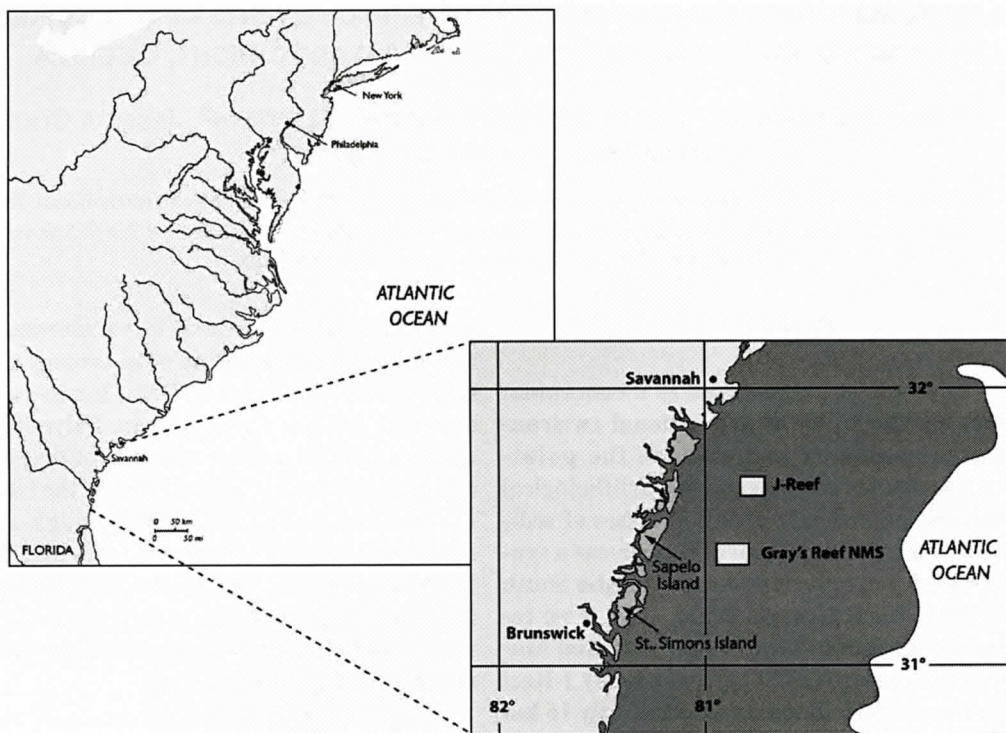 New York
Philadelphia
ATLANTIC
OCEAN
Savannah
0 50 km
0 50 mi
FLORIDA
Savannah
32°
J-Reef
Gray's Reef NMS
ATLANTIC
OCEAN
Sapelo
Island
Brunswick
St. Simons Island
31°
82°
81°